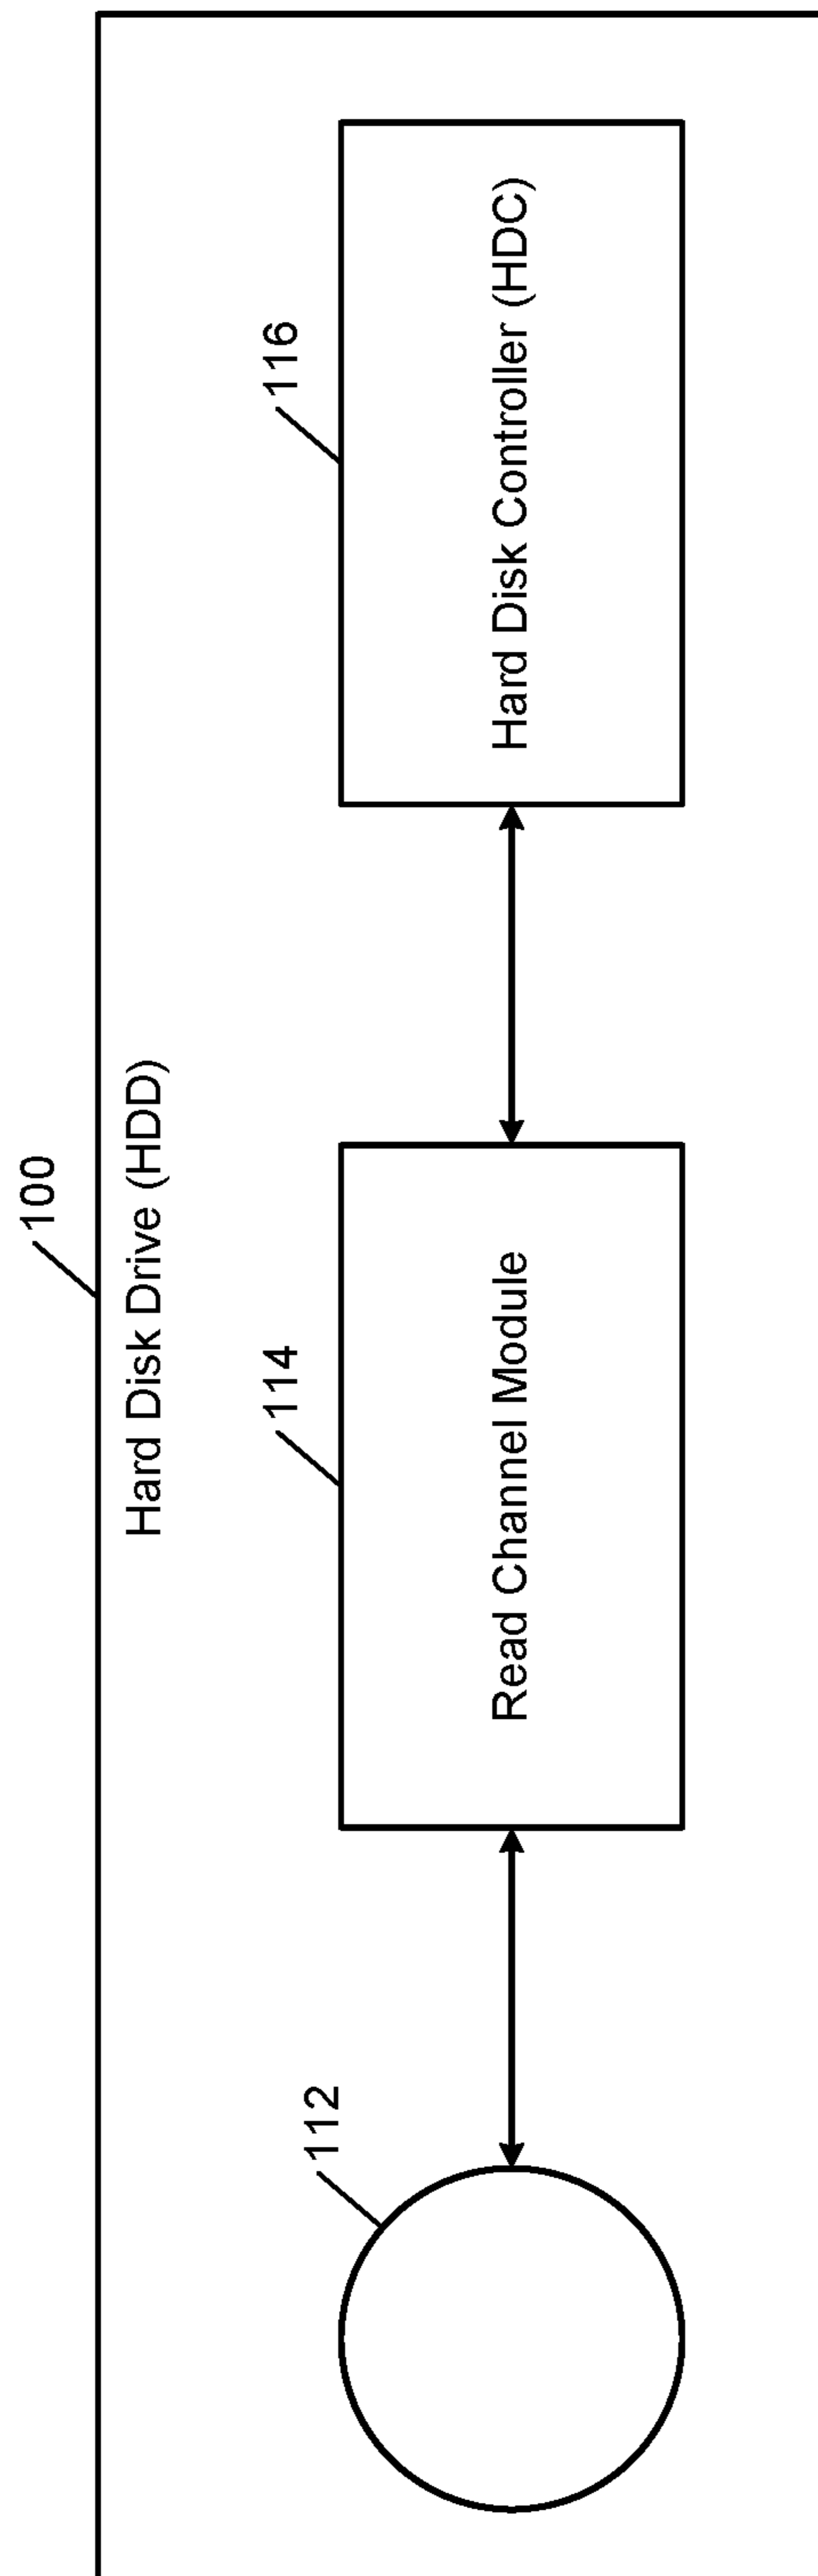 100
Hard Disk Drive (HDD)
112
114
116
Read Channel Module
Hard Disk Controller (HDC)